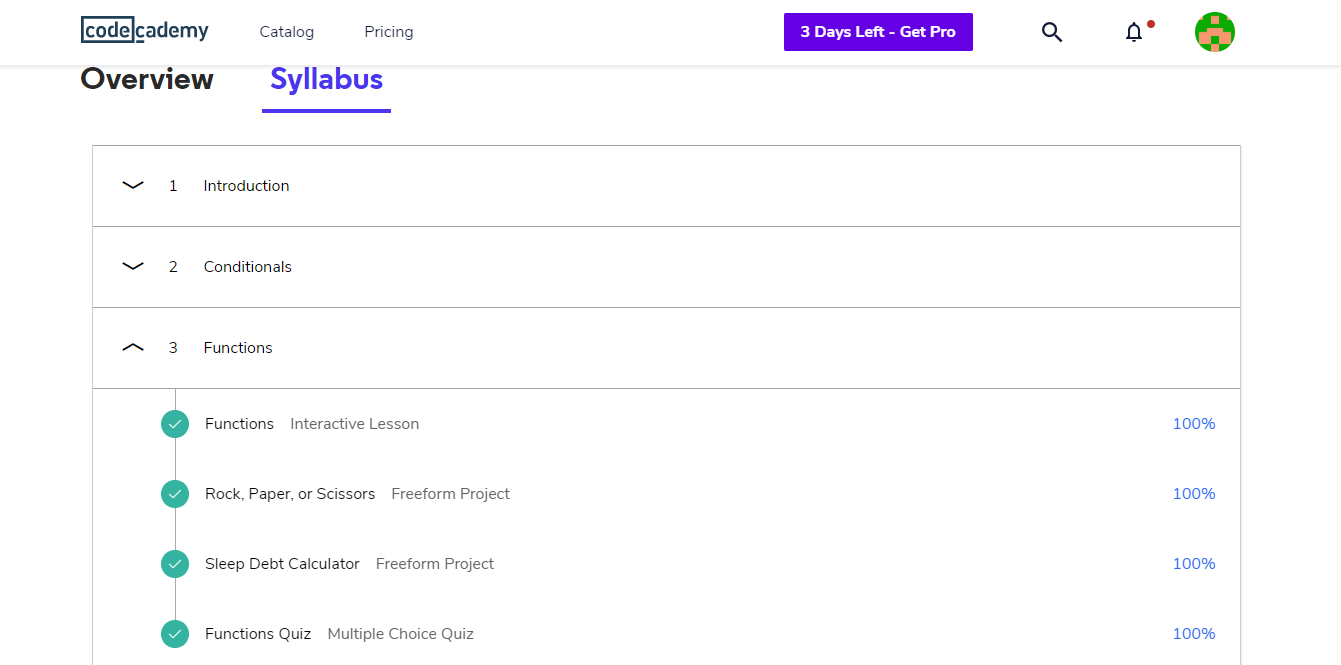 codecademy Catalog Pricing 3 Days Left - Get Pro
Overview Syllabus
1 Introduction
2 Conditionals
3 Functions
Functions Interactive Lesson 100%
Rock, Paper, or Scissors Freeform Project 100%
Sleep Debt Calculator Freeform Project 100%
Functions Quiz Multiple Choice Quiz 100%